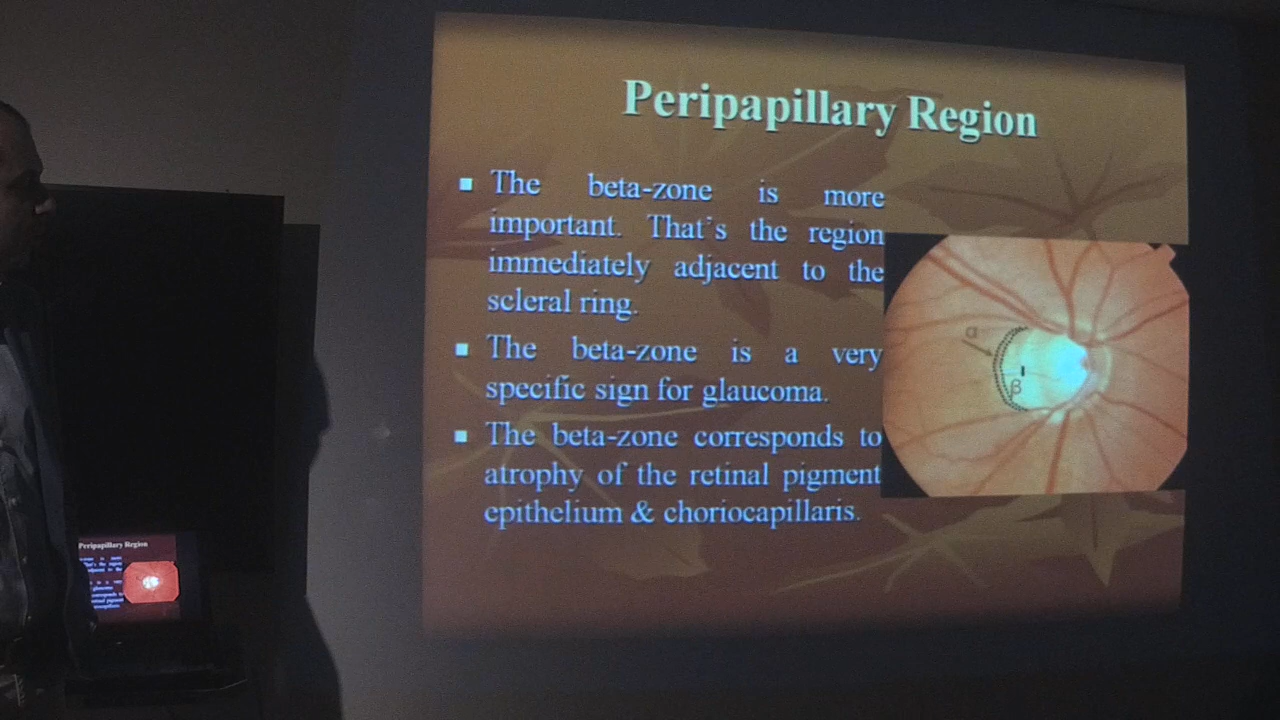 Peripapillary Region
The beta-zone is more
important. That's the region
immediately adjacent to the
scleral ring.
The beta-zone is a very
specific sign for glaucoma.
The beta-zone corresponds to
atrophy of the retinal pigment
epithelium & choriocapillaris.
α
β
Peripapillary Region